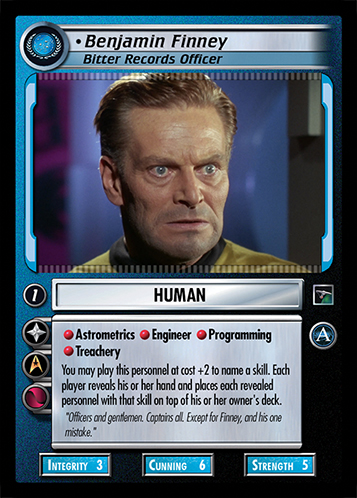 • Benjamin Finney
Bitter Records Officer
1
HUMAN
A
• Astrometrics • Engineer • Programming
• Treachery
You may play this personnel at cost +2 to name a skill. Each
player reveals his or her hand and places each revealed
personnel with that skill on top of his or her owner's deck.
"Officers and gentlemen. Captains all. Except for Finney, and his one
mistake."
INTEGRITY 3 CUNNING 6 STRENGTH 5